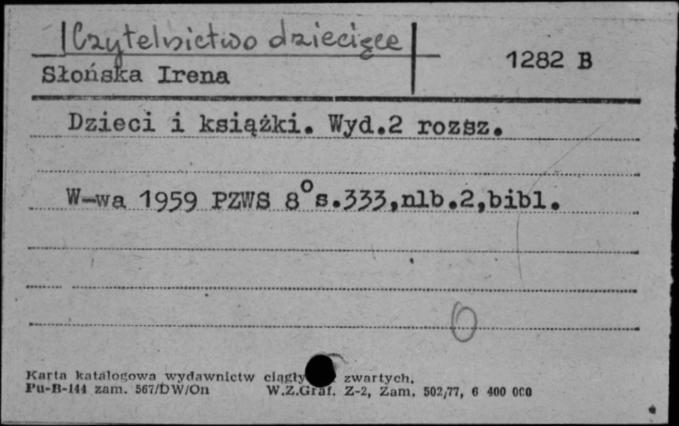 Czytelnictwo dziecięce
1282 B
Słońska Irena
Dzieci i książki. Wyd.2 rozsz.
W-wa 1959 PZWS 8° s.333,nlb.2,bibl.
Karta katalogowa wydawnictw zwartych.
Pu-B-144 zam. 567/DW/On W.Z.Graf. Z-2, Zam. 502/77, 6 400 000